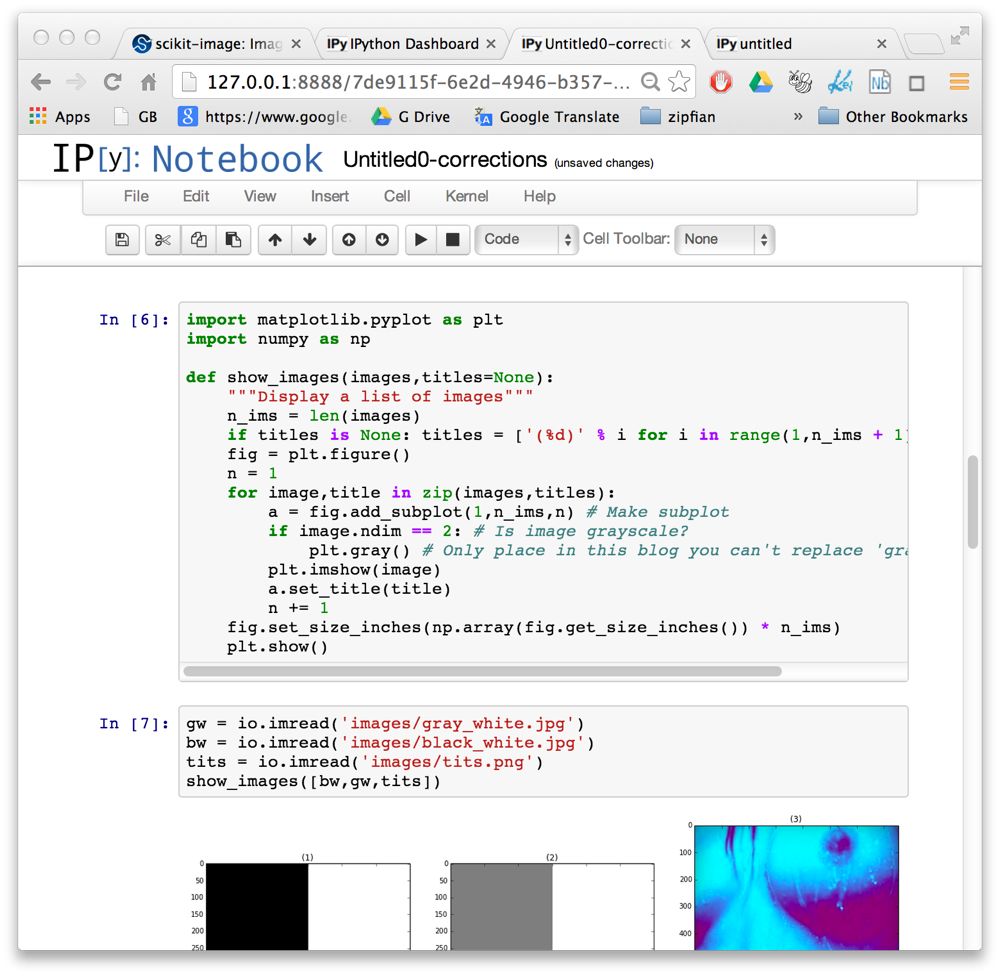 scikit-image: Imag
IPy IPython Dashboard
IPy Untitled0-correctio
IPy untitled
127.0.0.1:8888/7de9115f-6e2d-4946-b357-...
Nb
Apps GB 8 https://www.google. G Drive Google Translate zipfian » Other Bookmarks
IP[y]: Notebook Untitled0-corrections (unsaved changes)
File Edit View Insert Cell Kernel Help
Code Cell Toolbar: None
In [6]:
import matplotlib.pyplot as plt
import numpy as np
def show_images(images,titles=None):
"""Display a list of images"""
n_ims = len(images)
if titles is None: titles = ['(%d)' % i for i in range(1,n_ims + 1)
fig = plt.figure()
n = 1
for image,title in zip(images,titles):
a = fig.add_subplot(1,n_ims,n) # Make subplot
if image.ndim == 2: # Is image grayscale?
plt.gray() # Only place in this blog you can't replace 'gra
plt.imshow(image)
a.set_title(title)
n += 1
fig.set_size_inches(np.array(fig.get_size_inches()) * n_ims)
plt.show()
In [7]:
gw = io.imread('images/gray_white.jpg')
bw = io.imread('images/black_white.jpg')
tits = io.imread('images/tits.png')
show_images([bw,gw,tits])
(1)
0
50
100
150
200
250
(2)
0
50
100
150
200
250
(3)
0
100
200
300
400